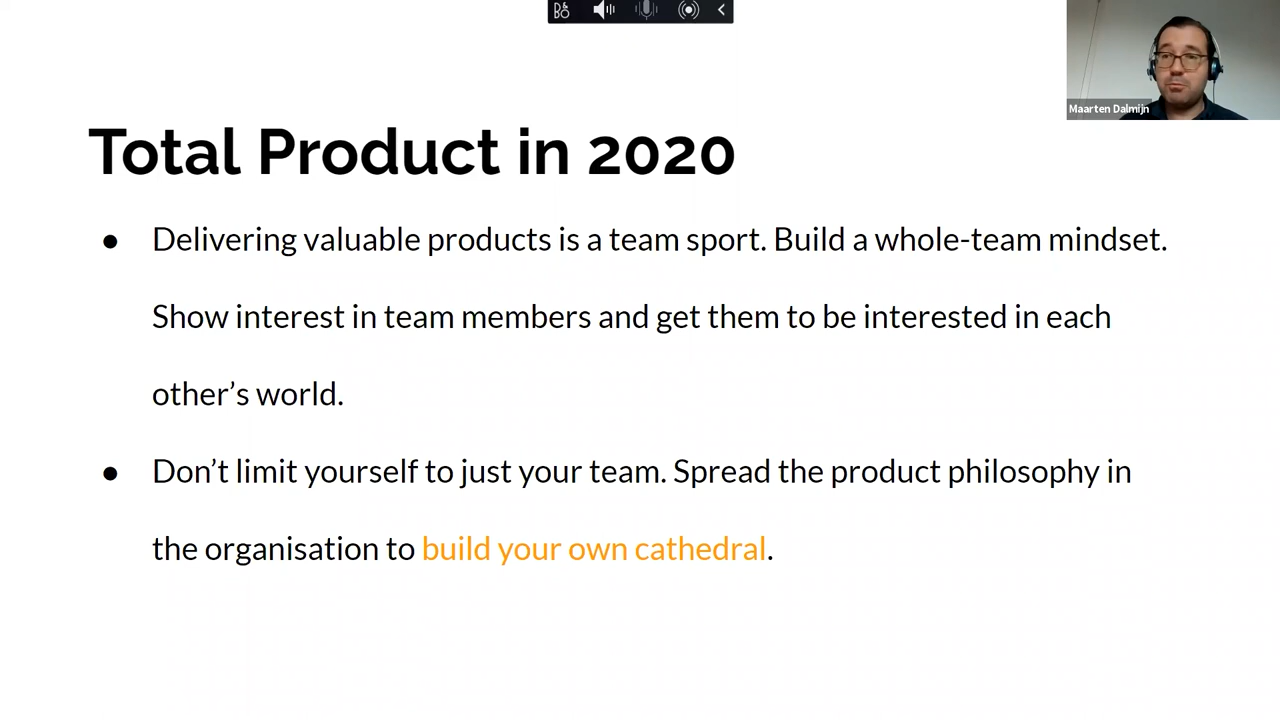 Maarten Dalmijn
Total Product in 2020
● Delivering valuable products is a team sport. Build a whole-team mindset.
Show interest in team members and get them to be interested in each
other’s world.
● Don’t limit yourself to just your team. Spread the product philosophy in
the organisation to build your own cathedral.